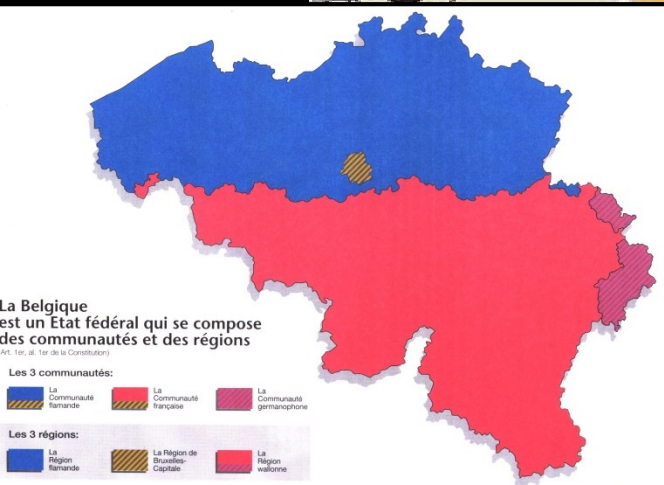 La Belgique
est un Etat fédéral qui se compose
des communautés et des régions
(Art. 1er, al. 1er de la Constitution)
Les 3 communautés:
La
Communauté
flamande
La
Communauté
française
La
Communauté
germanophone
Les 3 régions:
La
Région
flamande
La Région de
Bruxelles-
Capitale
La
Région
wallonne